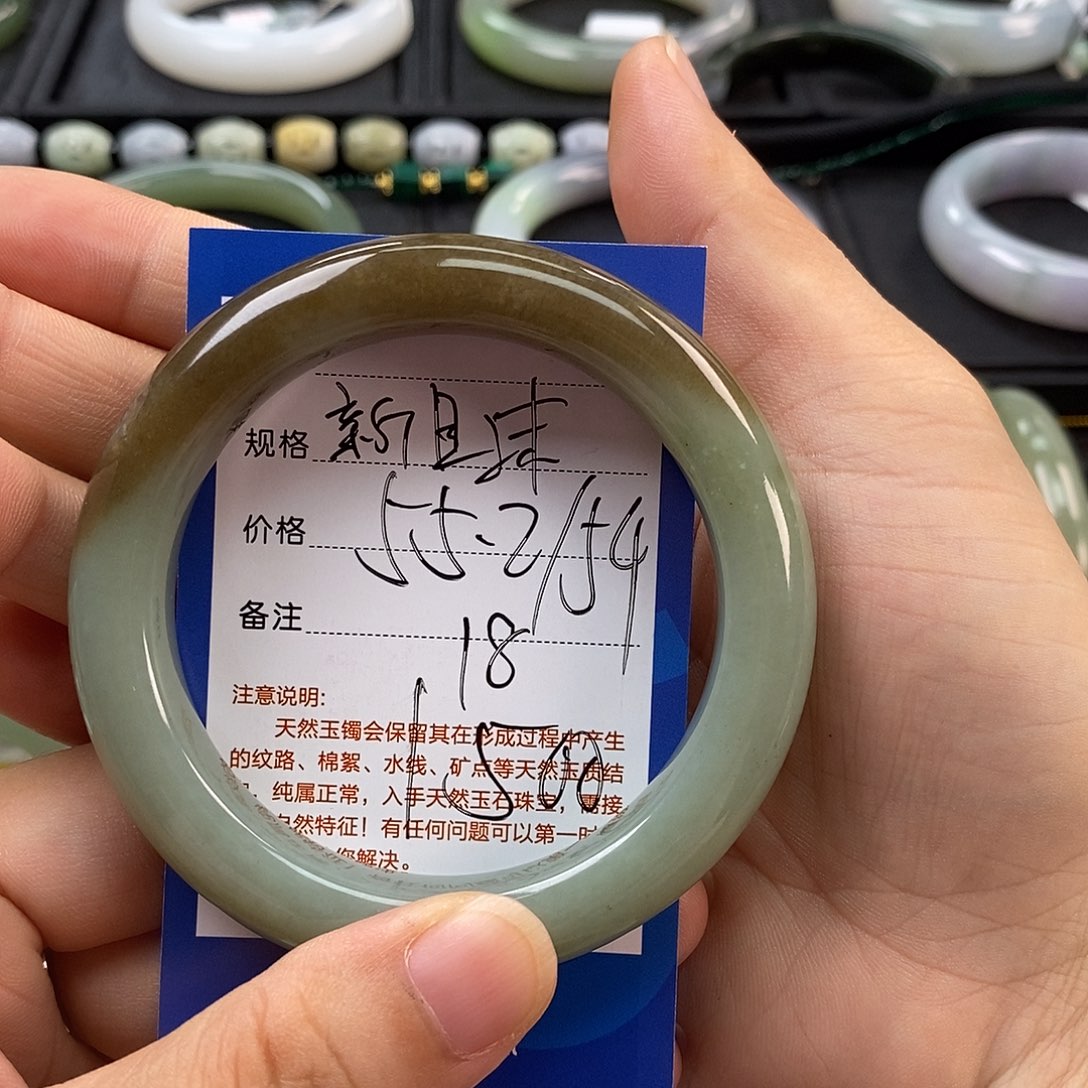 规格 新且末
价格 55.2/54
备注 18
1500
注意说明:
天然玉镯会保留其在形成过程中产生
的纹路、棉絮、水线、矿点等天然玉质结
纯属正常，入手天然玉石珠宝，需接
自然特征！有任何问题可以第一时
您解决。